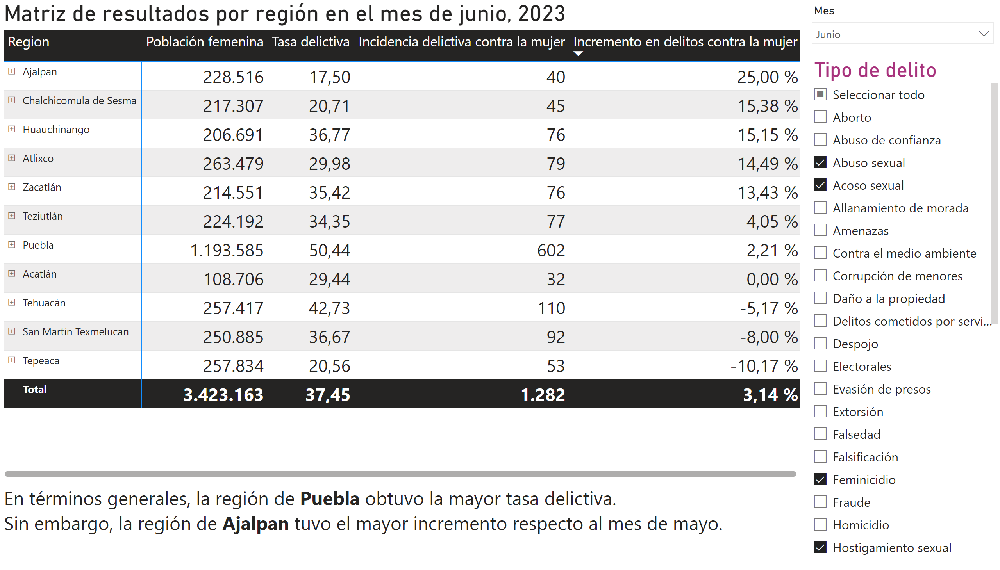 Matriz de resultados por región en el mes de junio, 2023
Region Población femenina Tasa delictiva Incidencia delictiva contra la mujer Incremento en delitos contra la mujer
Ajalpan 228.516 17,50 40 25,00 %
Chalchicomula de Sesma 217.307 20,71 45 15,38 %
Huauchinango 206.691 36,77 76 15,15 %
Atlixco 263.479 29,98 79 14,49 %
Zacatlán 214.551 35,42 76 13,43 %
Teziutlán 224.192 34,35 77 4,05 %
Puebla 1.193.585 50,44 602 2,21 %
Acatlán 108.706 29,44 32 0,00 %
Tehuacán 257.417 42,73 110 -5,17 %
San Martín Texmelucan 250.885 36,67 92 -8,00 %
Tepeaca 257.834 20,56 53 -10,17 %
Total 3.423.163 37,45 1.282 3,14 %
En términos generales, la región de Puebla obtuvo la mayor tasa delictiva.
Sin embargo, la región de Ajalpan tuvo el mayor incremento respecto al mes de mayo.
Mes
Junio
Tipo de delito
Seleccionar todo
Aborto
Abuso de confianza
Abuso sexual
Acoso sexual
Allanamiento de morada
Amenazas
Contra el medio ambiente
Corrupción de menores
Daño a la propiedad
Delitos cometidos por servi...
Despojo
Electorales
Evasión de presos
Extorsión
Falsedad
Falsificación
Feminicidio
Fraude
Homicidio
Hostigamiento sexual